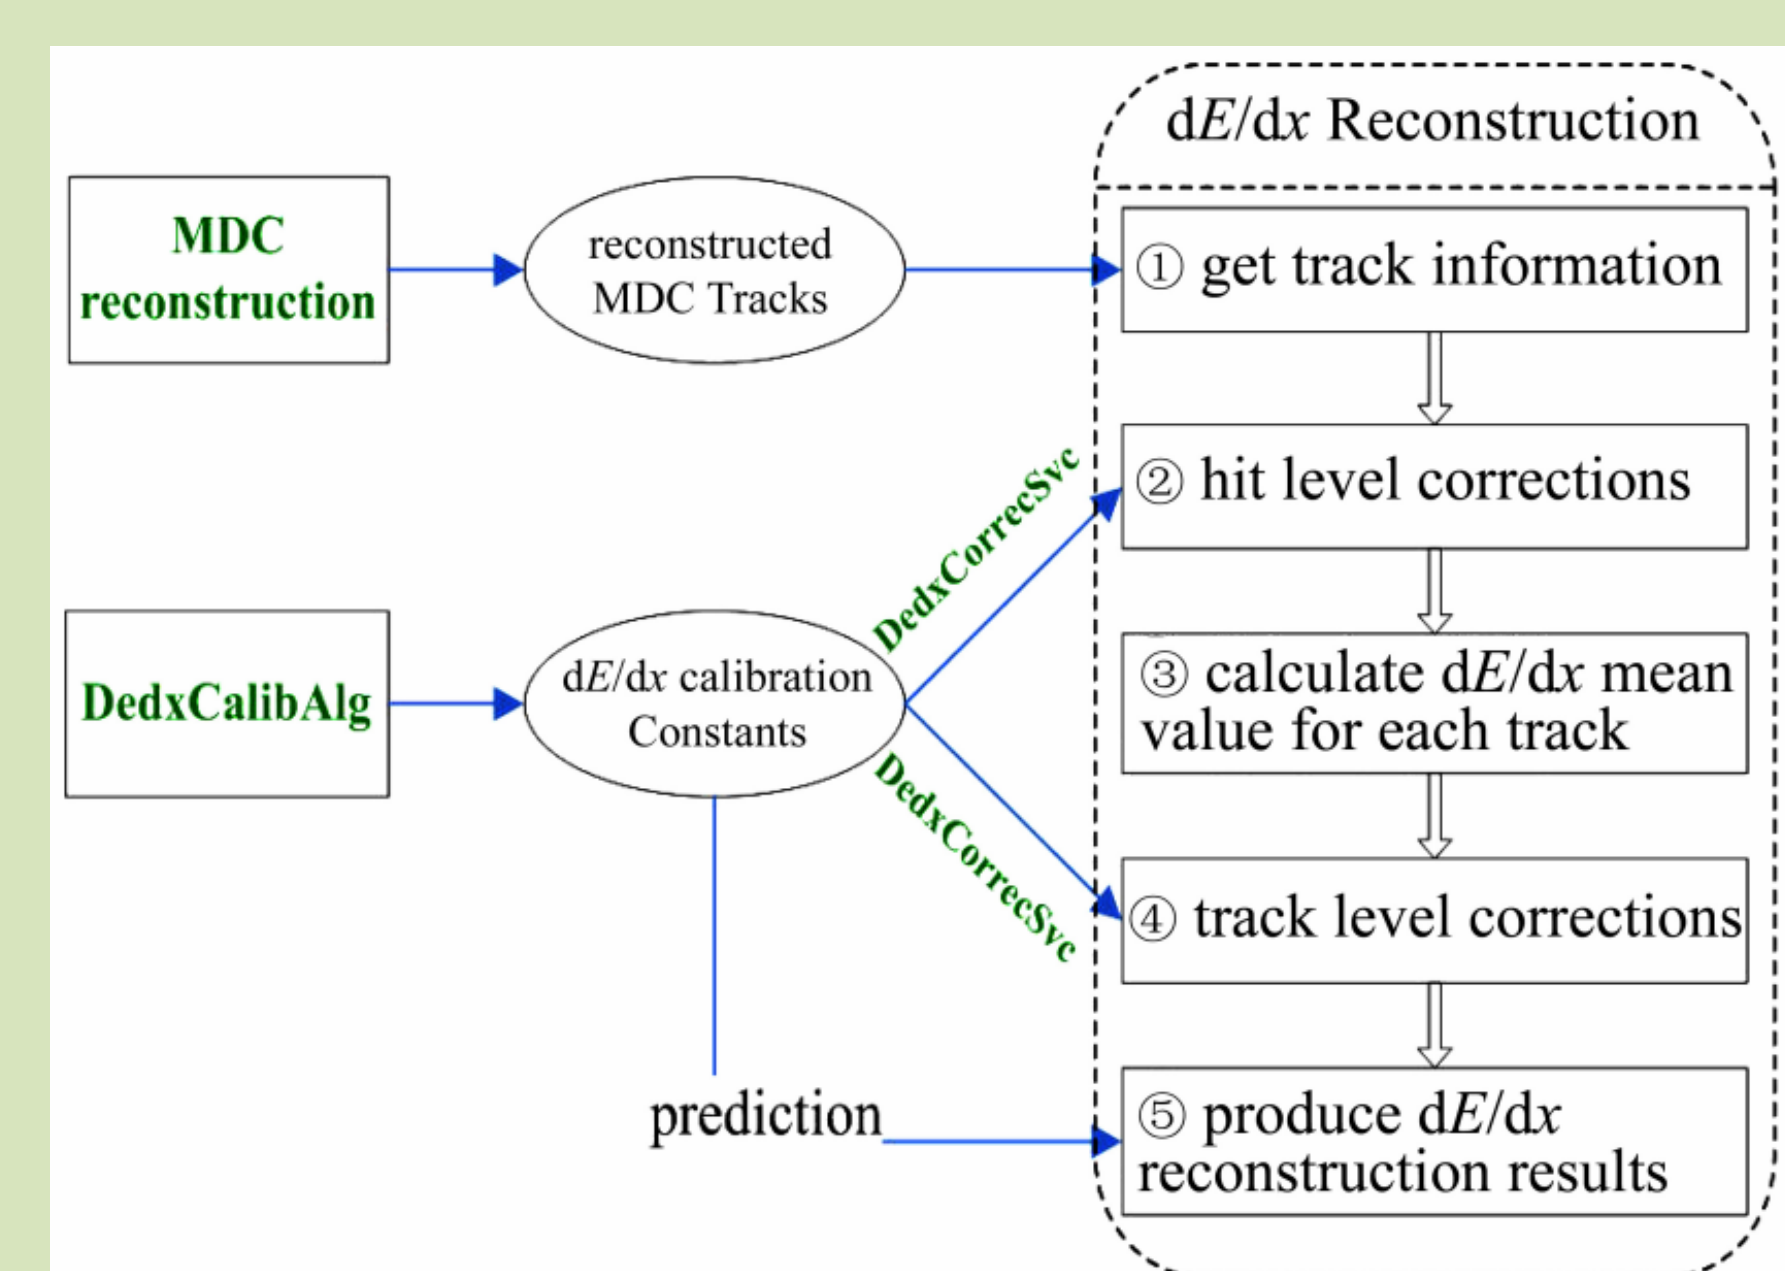 dE/dx Reconstruction
MDC
reconstruction
reconstructed
MDC Tracks
① get track information
② hit level corrections
DedxCorrecSvc
DedxCalibAlg
dE/dx calibration
Constants
③ calculate dE/dx mean
value for each track
DedxCorrecSvc
④ track level corrections
prediction
⑤ produce dE/dx
reconstruction results